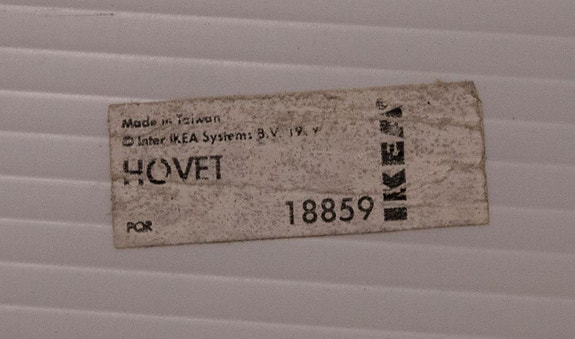 Made in Taiwan
© Inter IKEA Systems B.V.
HOVET
PQR
18859
IKEA®